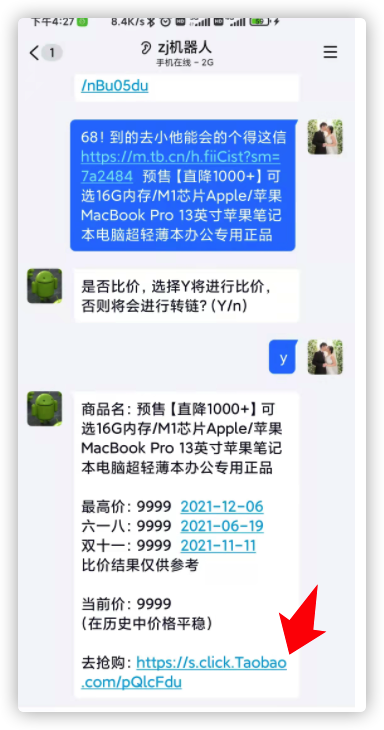 下午4:27 8.4K/s
1
zj机器人
手机在线 – 2G
/nBu05du
68! 到的去小他能会的个得这信
https://m.tb.cn/h.fiiCist?sm=
7a2484 预售【直降1000+】可
选16G内存/M1芯片Apple/苹果
MacBook Pro 13英寸苹果笔记
本电脑超轻薄本办公专用正品
是否比价, 选择Y将进行比价,
否则将会进行转链? (Y/n)
y
商品名: 预售【直降1000+】可
选16G内存/M1芯片Apple/苹果
MacBook Pro 13英寸苹果笔记
本电脑超轻薄本办公专用正品
最高价: 9999 2021-12-06
六一八: 9999 2021-06-19
双十一: 9999 2021-11-11
比价结果仅供参考
当前价: 9999
(在历史中价格平稳)
去抢购: https://s.click.Taobao
.com/pQlcFdu